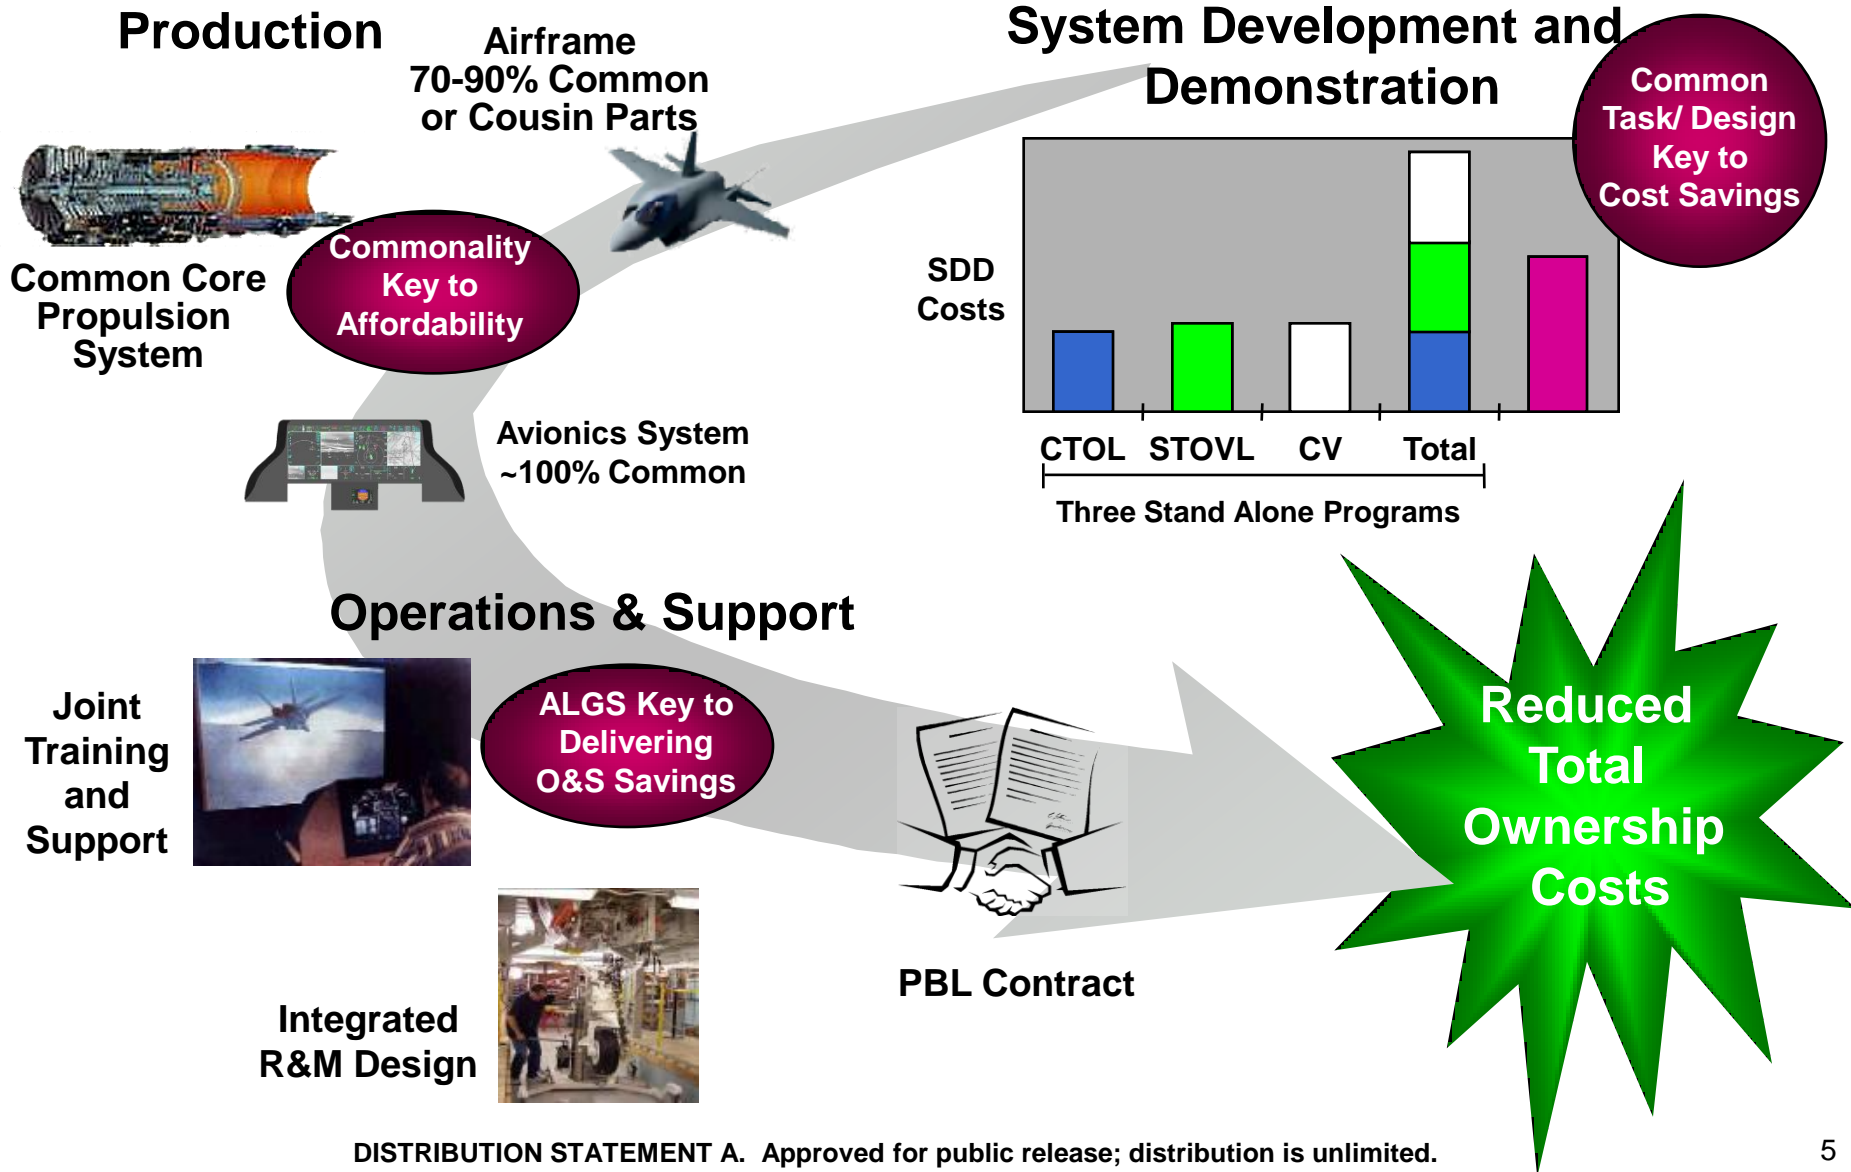 Production
Airframe
70-90% Common
or Cousin Parts
System Development and
Demonstration
Common
Task/ Design
Key to
Cost Savings
Commonality
Key to
Affordability
Common Core
Propulsion
System
SDD
Costs
CTOL STOVL CV Total
Three Stand Alone Programs
Avionics System
~100% Common
Operations & Support
Joint
Training
and
Support
ALGS Key to
Delivering
O&S Savings
Reduced
Total
Ownership
Costs
PBL Contract
Integrated
R&M Design
DISTRIBUTION STATEMENT A. Approved for public release; distribution is unlimited.
5